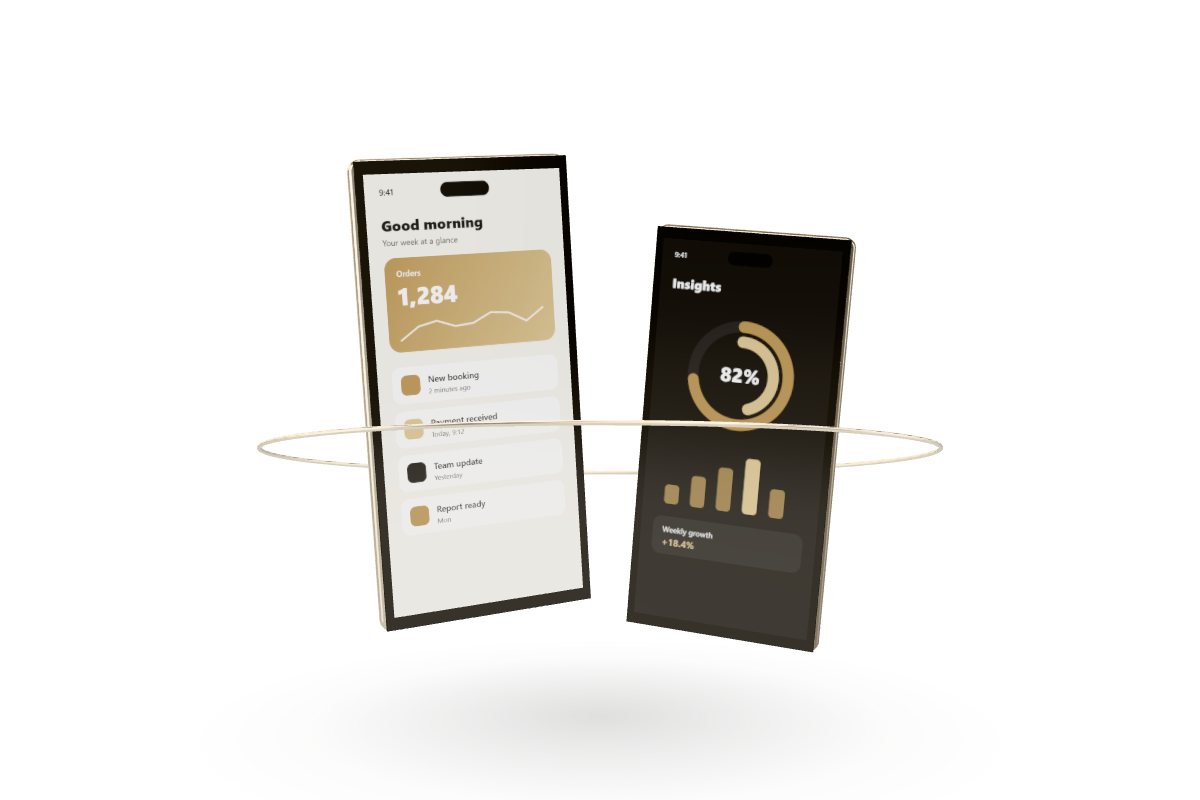 9:41
Good morning
Your week at a glance
Orders
1,284
New booking
2 minutes ago
Payment received
Today, 9:12
Team update
Yesterday
Report ready
Mon
9:41
Insights
82%
Weekly growth
+18.4%